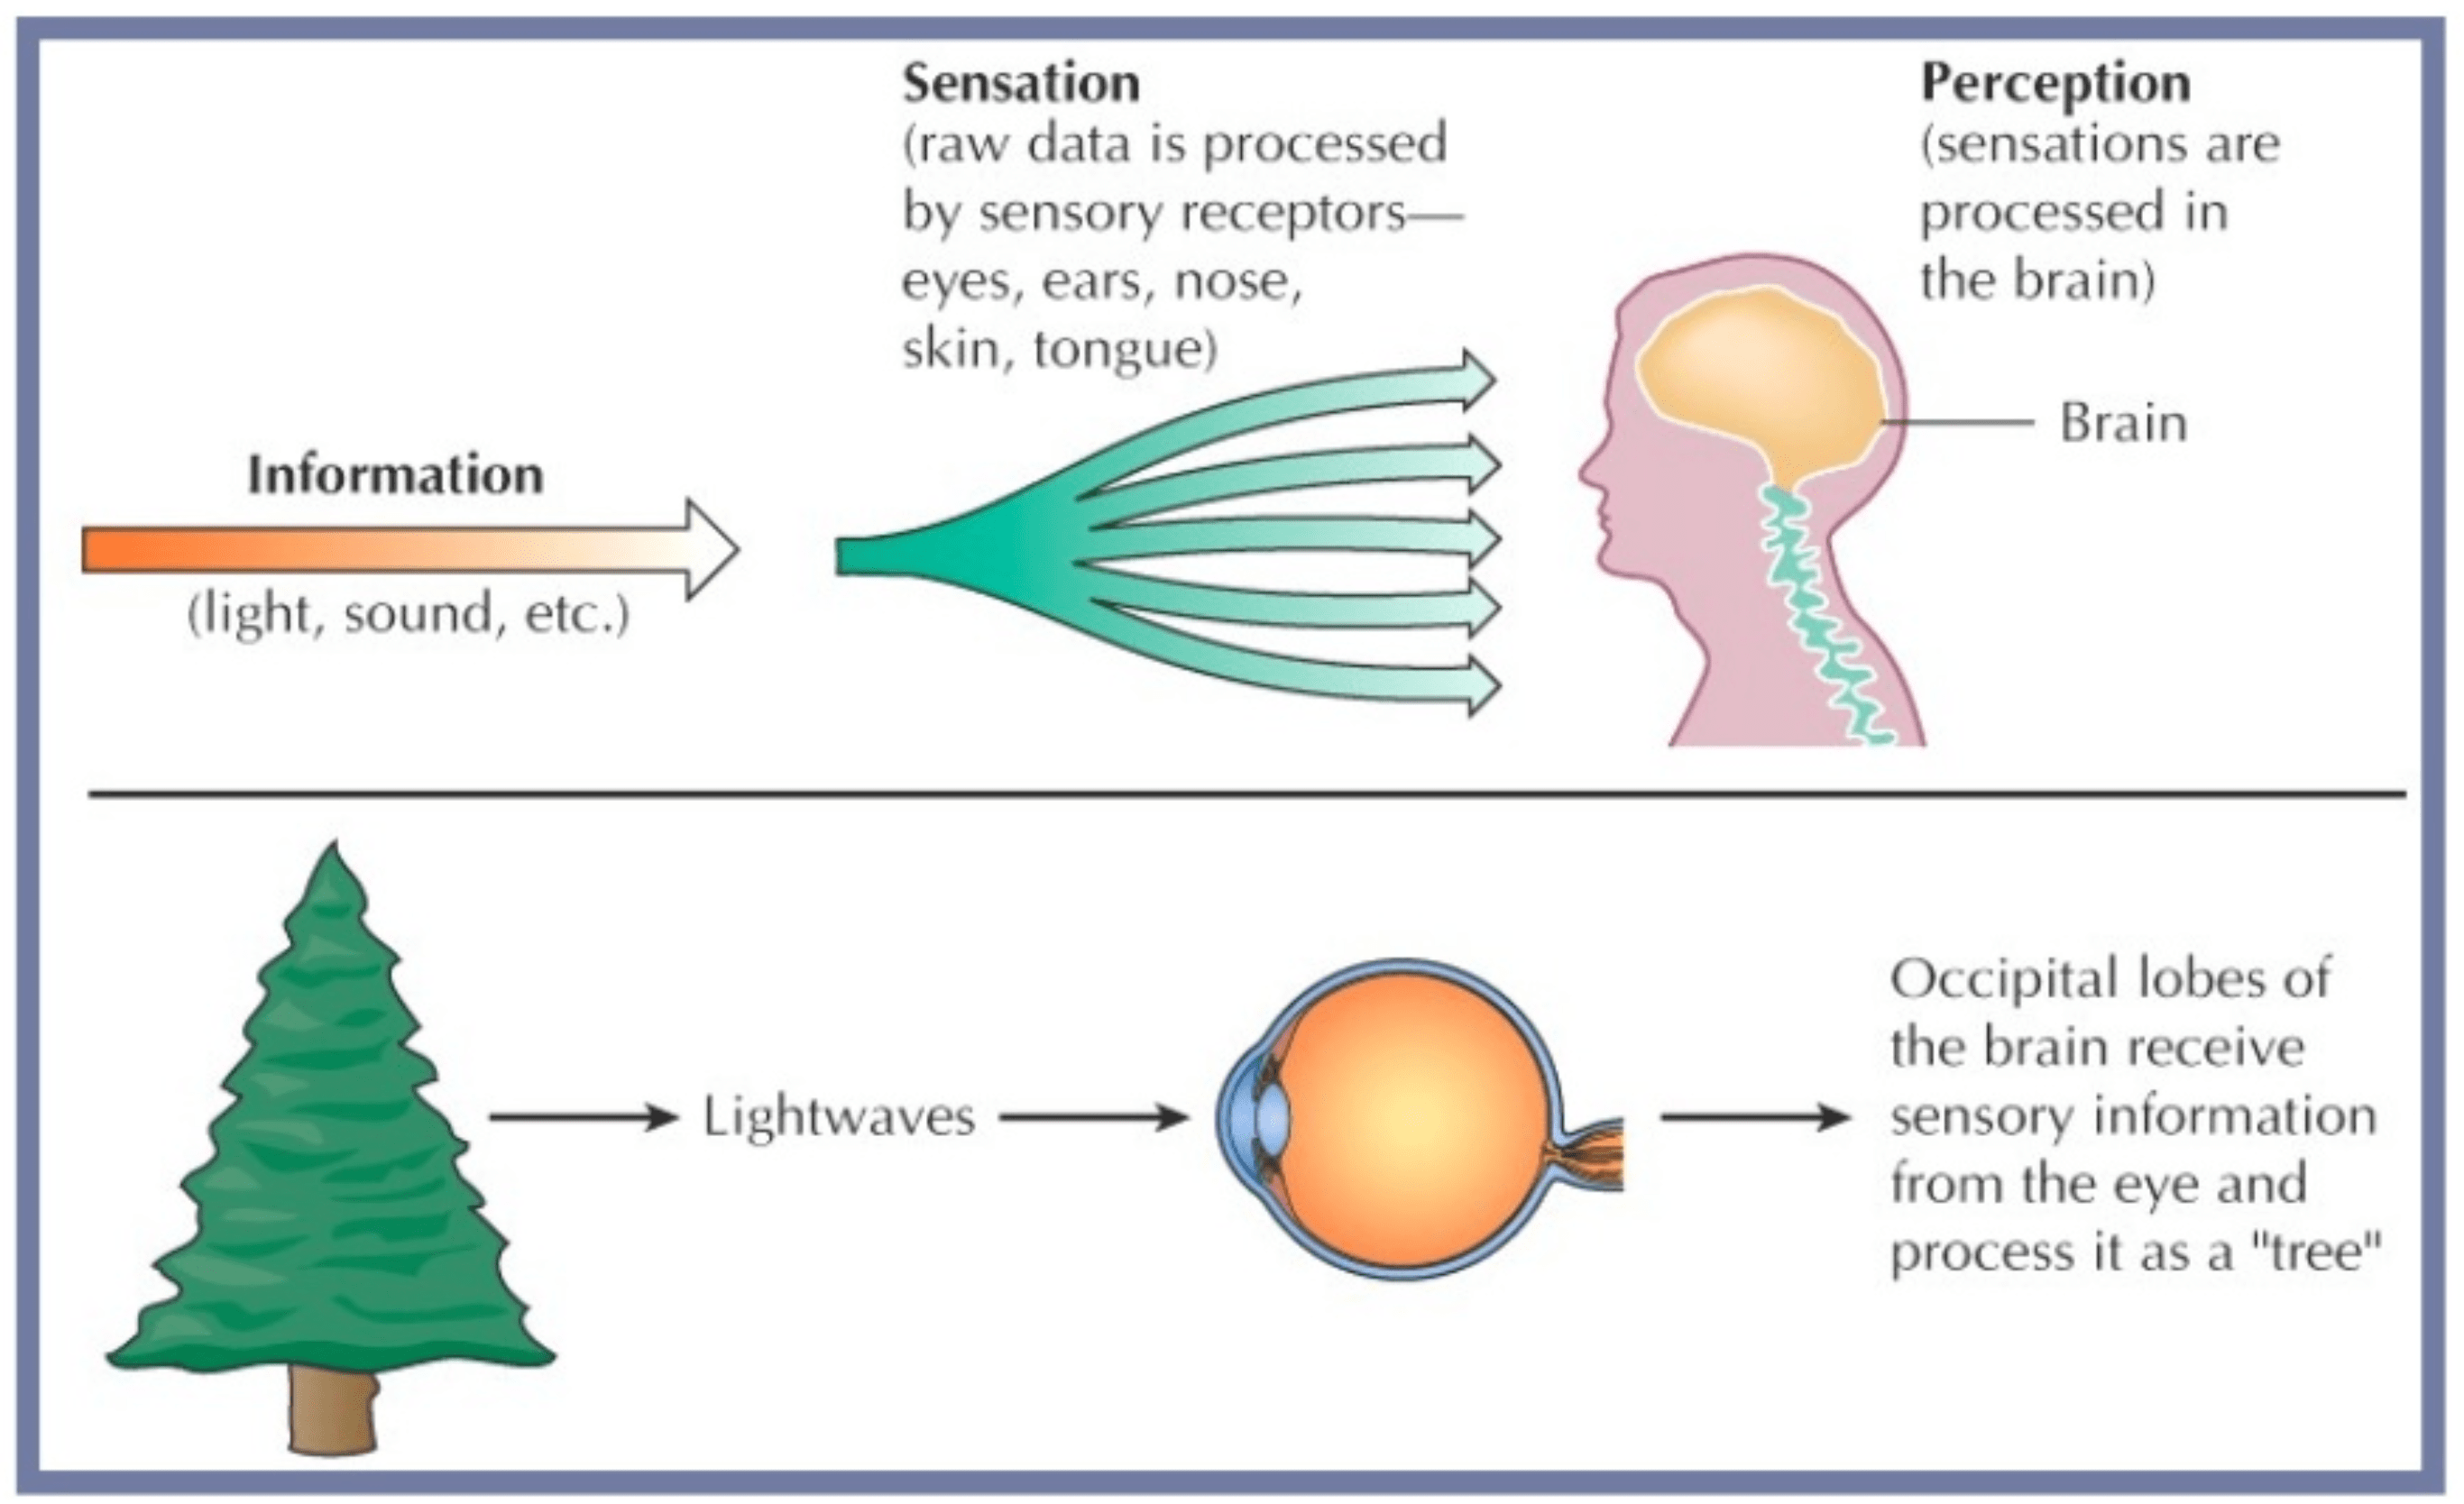 Sensation
(raw data is processed
by sensory receptors—
eyes, ears, nose,
skin, tongue)
Perception
(sensations are
processed in
the brain)
Brain
Information
(light, sound, etc.)
Lightwaves
Occipital lobes of
the brain receive
sensory information
from the eye and
process it as a "tree"